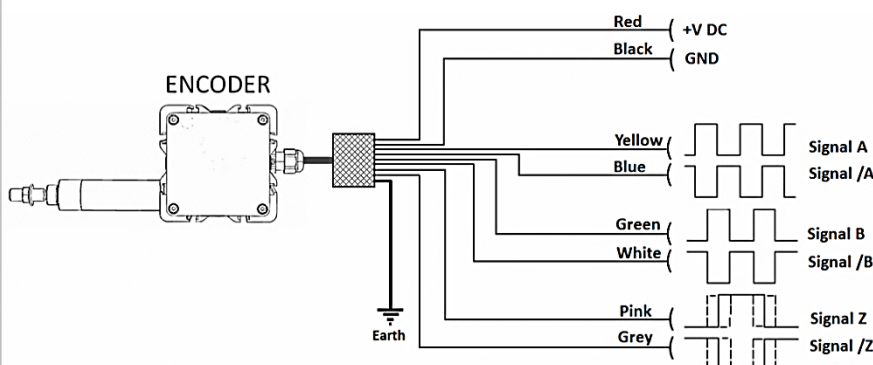 Red
+V DC
Black
GND
ENCODER
Yellow
Signal A
Blue
Signal /A
Green
Signal B
White
Signal /B
Pink
Signal Z
Earth
Grey
Signal /Z